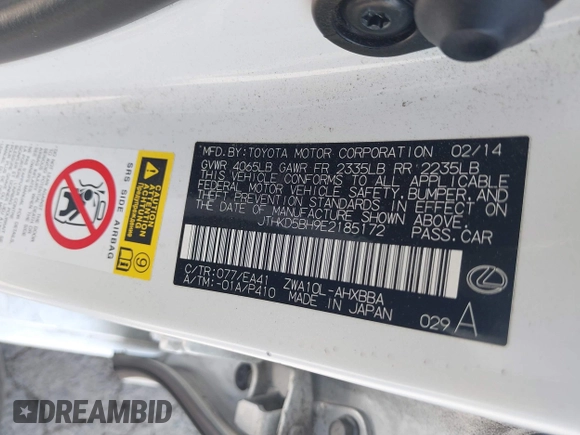 MFD. BY: TOYOTA MOTOR CORPORATION 02/14
GVWR 4065LB GAWR FR 2335LB RR 2235LB
THIS VEHICLE CONFORMS TO ALL APPLICABLE
FEDERAL MOTOR VEHICLE SAFETY, BUMPER, AND
THEFT PREVENTION STANDARDS IN EFFECT ON
THE DATE OF MANUFACTURE SHOWN ABOVE.
JTHKD5BH9E2185172 PASS.CAR
C/TR: 077/EA41 ZWA10L-AHXBBA
A/TM: -01A/P410 MADE IN JAPAN
029 A
SRS SIDE AIRBAG
CAUTION
ATTENTION
9
DREAMBID